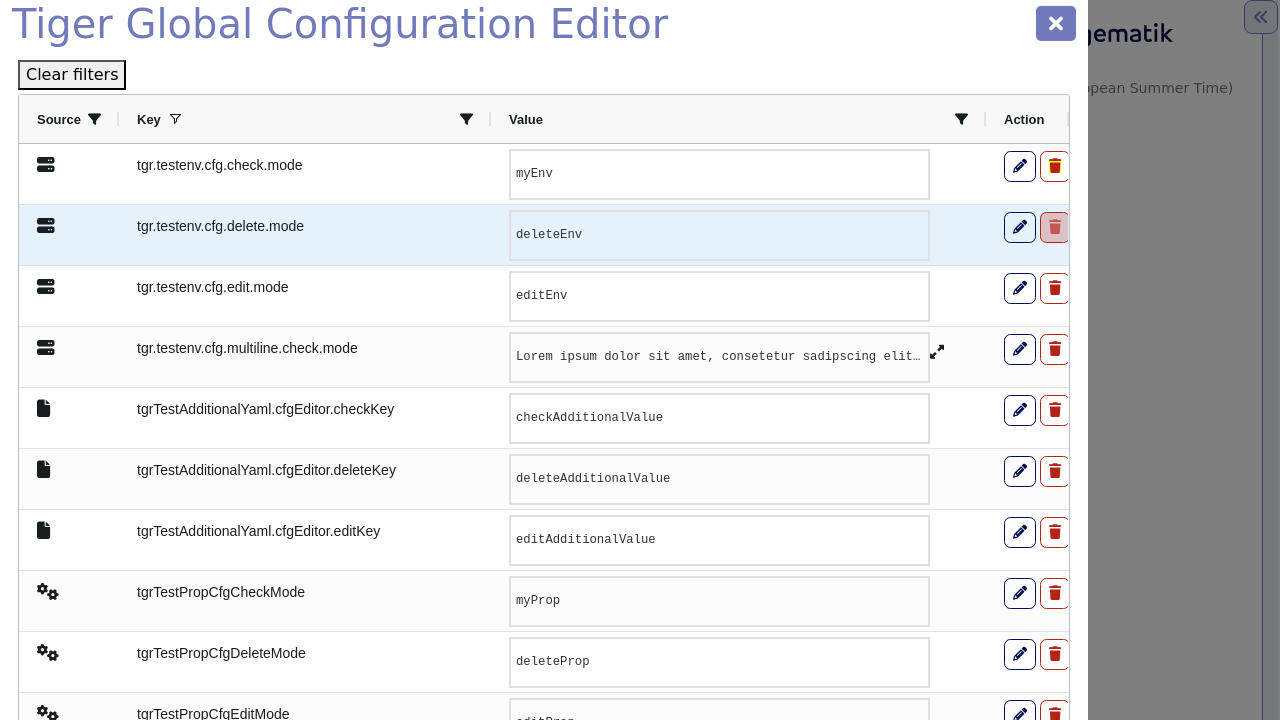 Tiger Global Configuration Editor
gematik
Clear filters
opean Summer Time)
Source Key Value Action
tgr.testenv.cfg.check.mode myEnv
tgr.testenv.cfg.delete.mode deleteEnv
tgr.testenv.cfg.edit.mode editEnv
tgr.testenv.cfg.multiline.check.mode Lorem ipsum dolor sit amet, consetetur sadipscing elit…
tgrTestAdditionalYaml.cfgEditor.checkKey checkAdditionalValue
tgrTestAdditionalYaml.cfgEditor.deleteKey deleteAdditionalValue
tgrTestAdditionalYaml.cfgEditor.editKey editAdditionalValue
tgrTestPropCfgCheckMode myProp
tgrTestPropCfgDeleteMode deleteProp
tgrTestPropCfgEditMode editProp